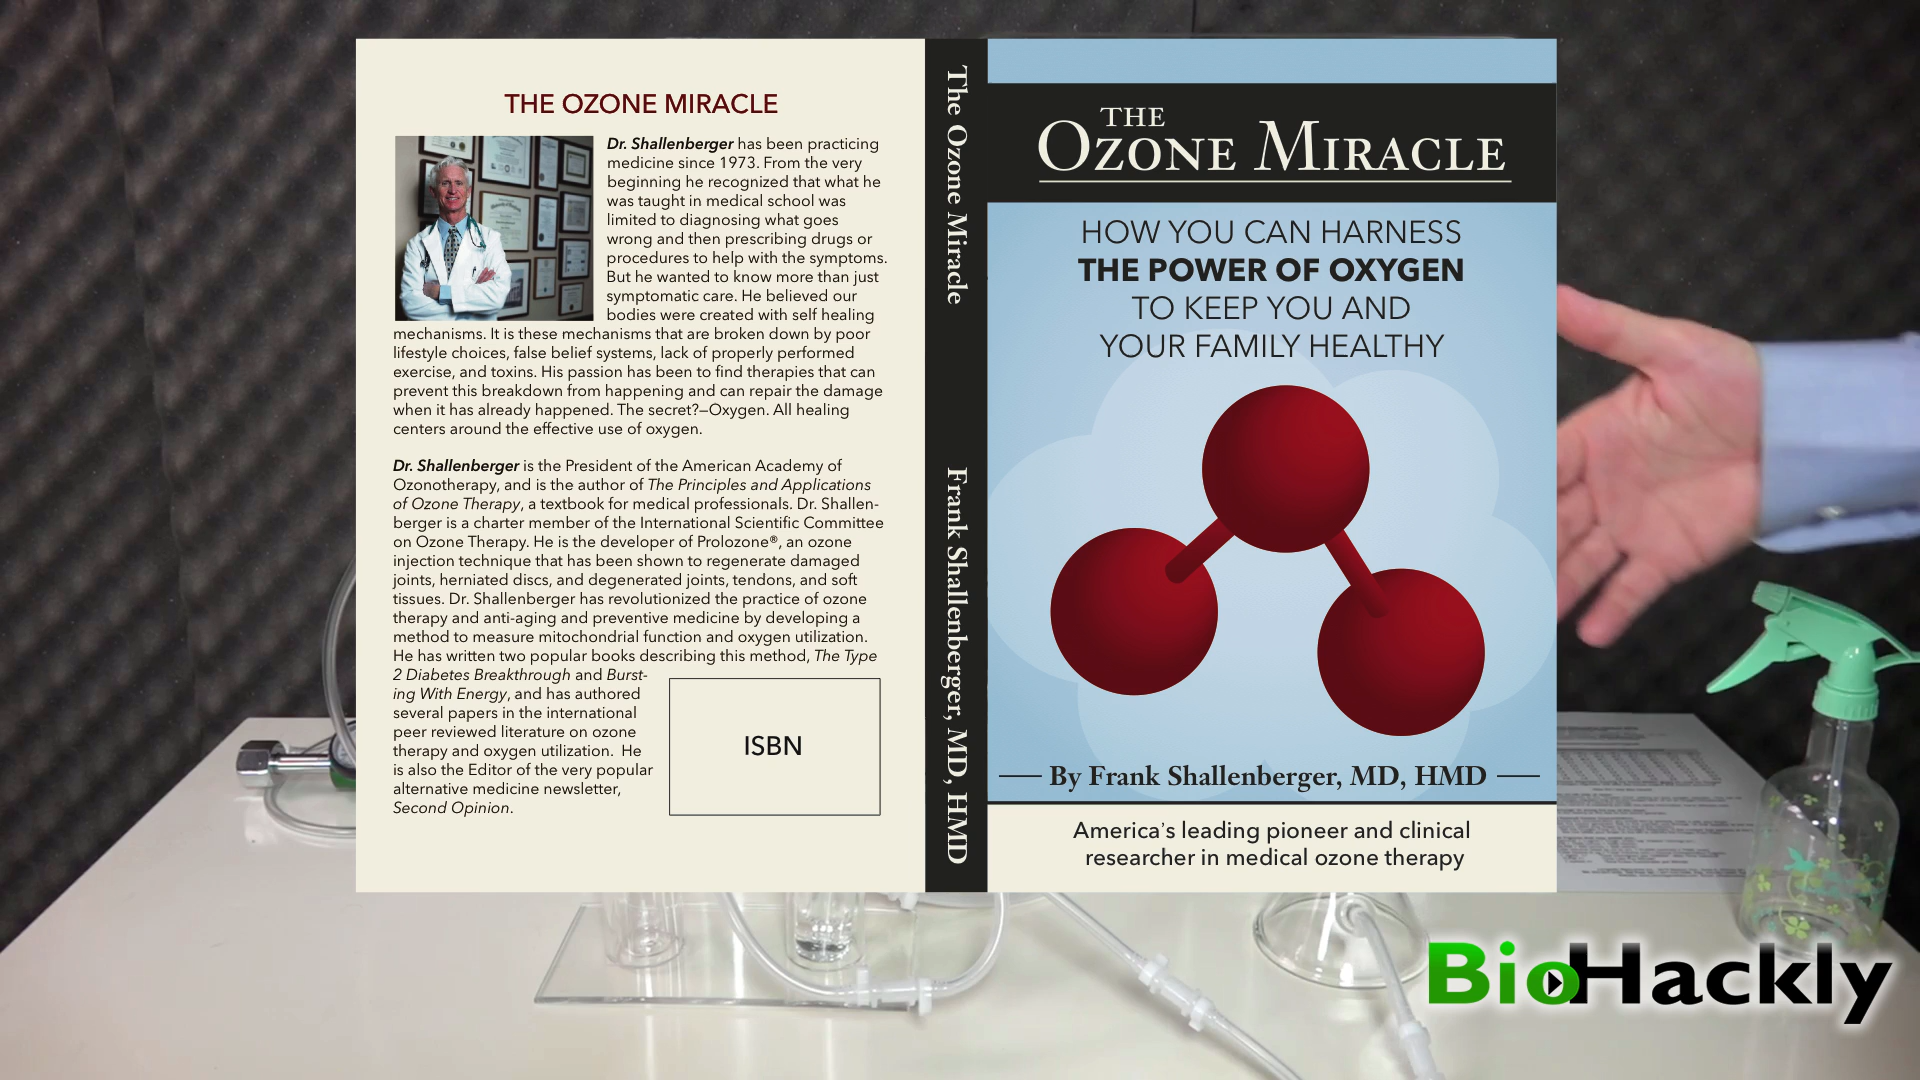 THE OZONE MIRACLE
Dr. Shallenberger has been practicing
medicine since 1973. From the very
beginning he recognized that what he
was taught in medical school was
limited to diagnosing what goes
wrong and then prescribing drugs or
procedures to help with the symptoms.
But he wanted to know more than just
symptomatic care. He believed our
bodies were created with self healing
mechanisms. It is these mechanisms that are broken down by poor
lifestyle choices, false belief systems, lack of properly performed
exercise, and toxins. His passion has been to find therapies that can
prevent this breakdown from happening and can repair the damage
when it has already happened. The secret?—Oxygen. All healing
centers around the effective use of oxygen.
Dr. Shallenberger is the President of the American Academy of
Ozonotherapy, and is the author of The Principles and Applications
of Ozone Therapy, a textbook for medical professionals. Dr. Shallen-
berger is a charter member of the International Scientific Committee
on Ozone Therapy. He is the developer of Prolozone®, an ozone
injection technique that has been shown to regenerate damaged
joints, herniated discs, and degenerated joints, tendons, and soft
tissues. Dr. Shallenberger has revolutionized the practice of ozone
therapy and anti-aging and preventive medicine by developing a
method to measure mitochondrial function and oxygen utilization.
He has written two popular books describing this method, The Type
2 Diabetes Breakthrough and Burst-
ing With Energy, and has authored
several papers in the international
peer reviewed literature on ozone
therapy and oxygen utilization. He
is also the Editor of the very popular
alternative medicine newsletter,
Second Opinion.
ISBN
The Ozone Miracle
Frank Shallenberger, MD, HMD
THE
OZONE MIRACLE
HOW YOU CAN HARNESS
THE POWER OF OXYGEN
TO KEEP YOU AND
YOUR FAMILY HEALTHY
By Frank Shallenberger, MD, HMD
America's leading pioneer and clinical
researcher in medical ozone therapy
BioHackly